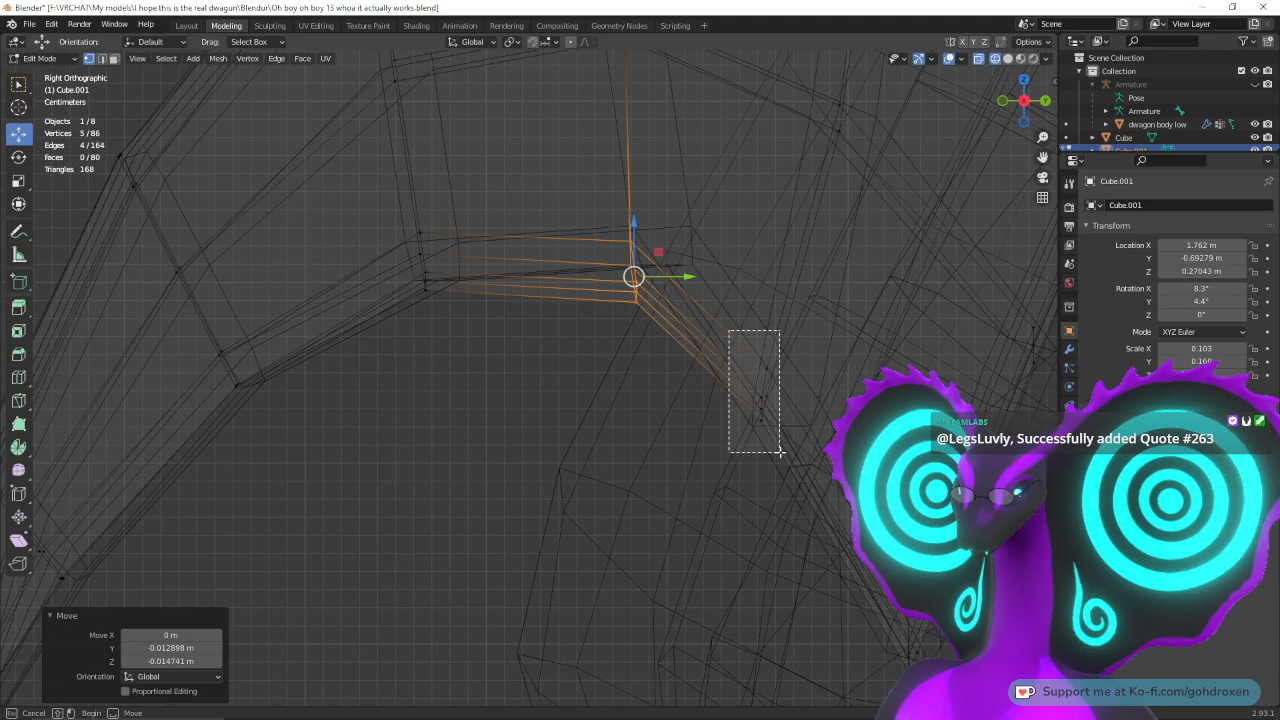 Blender* [F:\VRCHAT\My models\I hope this is the real dwagon\Blendur\Oh boy oh boy 13 whoa it actually works.blend]
File Edit Render Window Help Layout Modeling Sculpting UV Editing Texture Paint Shading Animation Rendering Compositing Geometry Nodes Scripting + Scene View Layer
Orientation: Default Drag: Select Box Global X Y Z Options
Edit Mode View Select Add Mesh Vertex Edge Face UV
Right Orthographic
(1) Cube.001
Centimeters
Objects 1/8
Vertices 5/86
Edges 4/164
Faces 0/80
Triangles 168
Z
Y
X
Scene Collection
Collection
Armature
Pose
Armature
dwagon body low
Cube
Cube.001
Cube.001
Cube.001
Transform
Location X 1.762 m
Y -0.69279 m
Z 0.27043 m
Rotation X 8.3°
Y 4.4°
Z 0°
Mode XYZ Euler
Scale X 0.103
Y 0.160
STREAMLABS
@LegsLuvly, Successfully added Quote #263
Move
Move X 0 m
Y -0.012898 m
Z -0.014741 m
Orientation Global
Proportional Editing
Support me at Ko-fi.com/gohdroxen
Cancel Begin Move 2.93.1